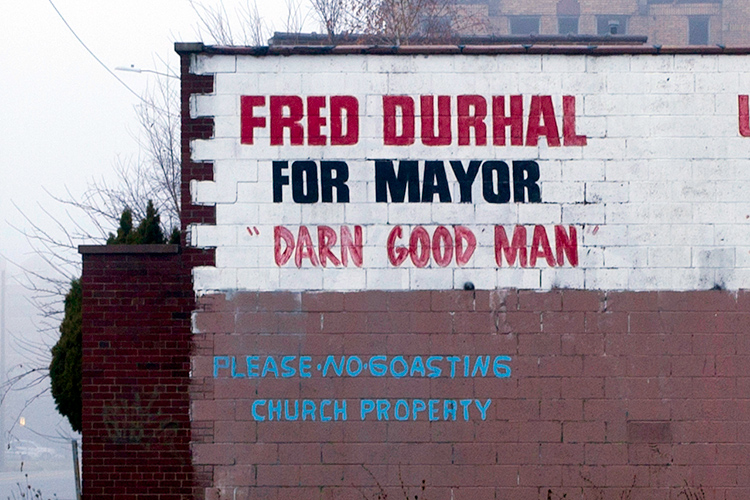 FRED DURHAL
FOR MAYOR
"DARN GOOD MAN"
PLEASE·NO·GOASTING
CHURCH PROPERTY